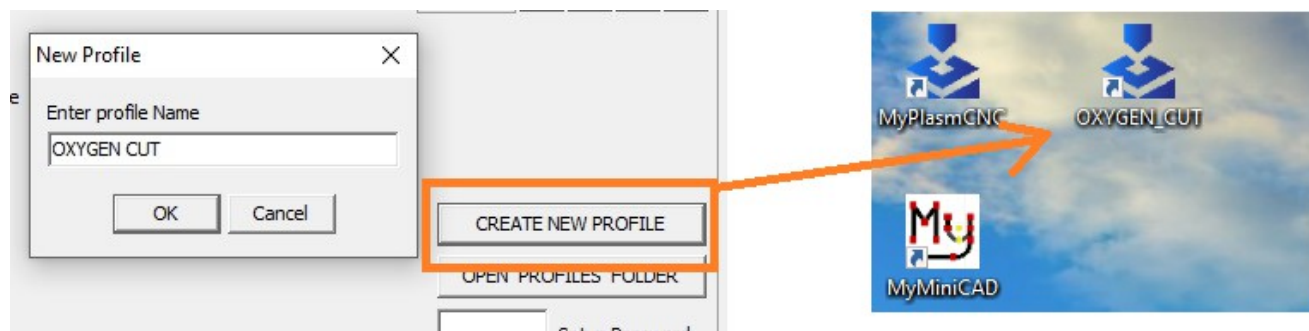 New Profile
Enter profile Name
OXYGEN CUT
OK
Cancel
CREATE NEW PROFILE
OPEN PROFILES FOLDER
MyPlasmCNC
OXYGEN_CUT
MyMiniCAD